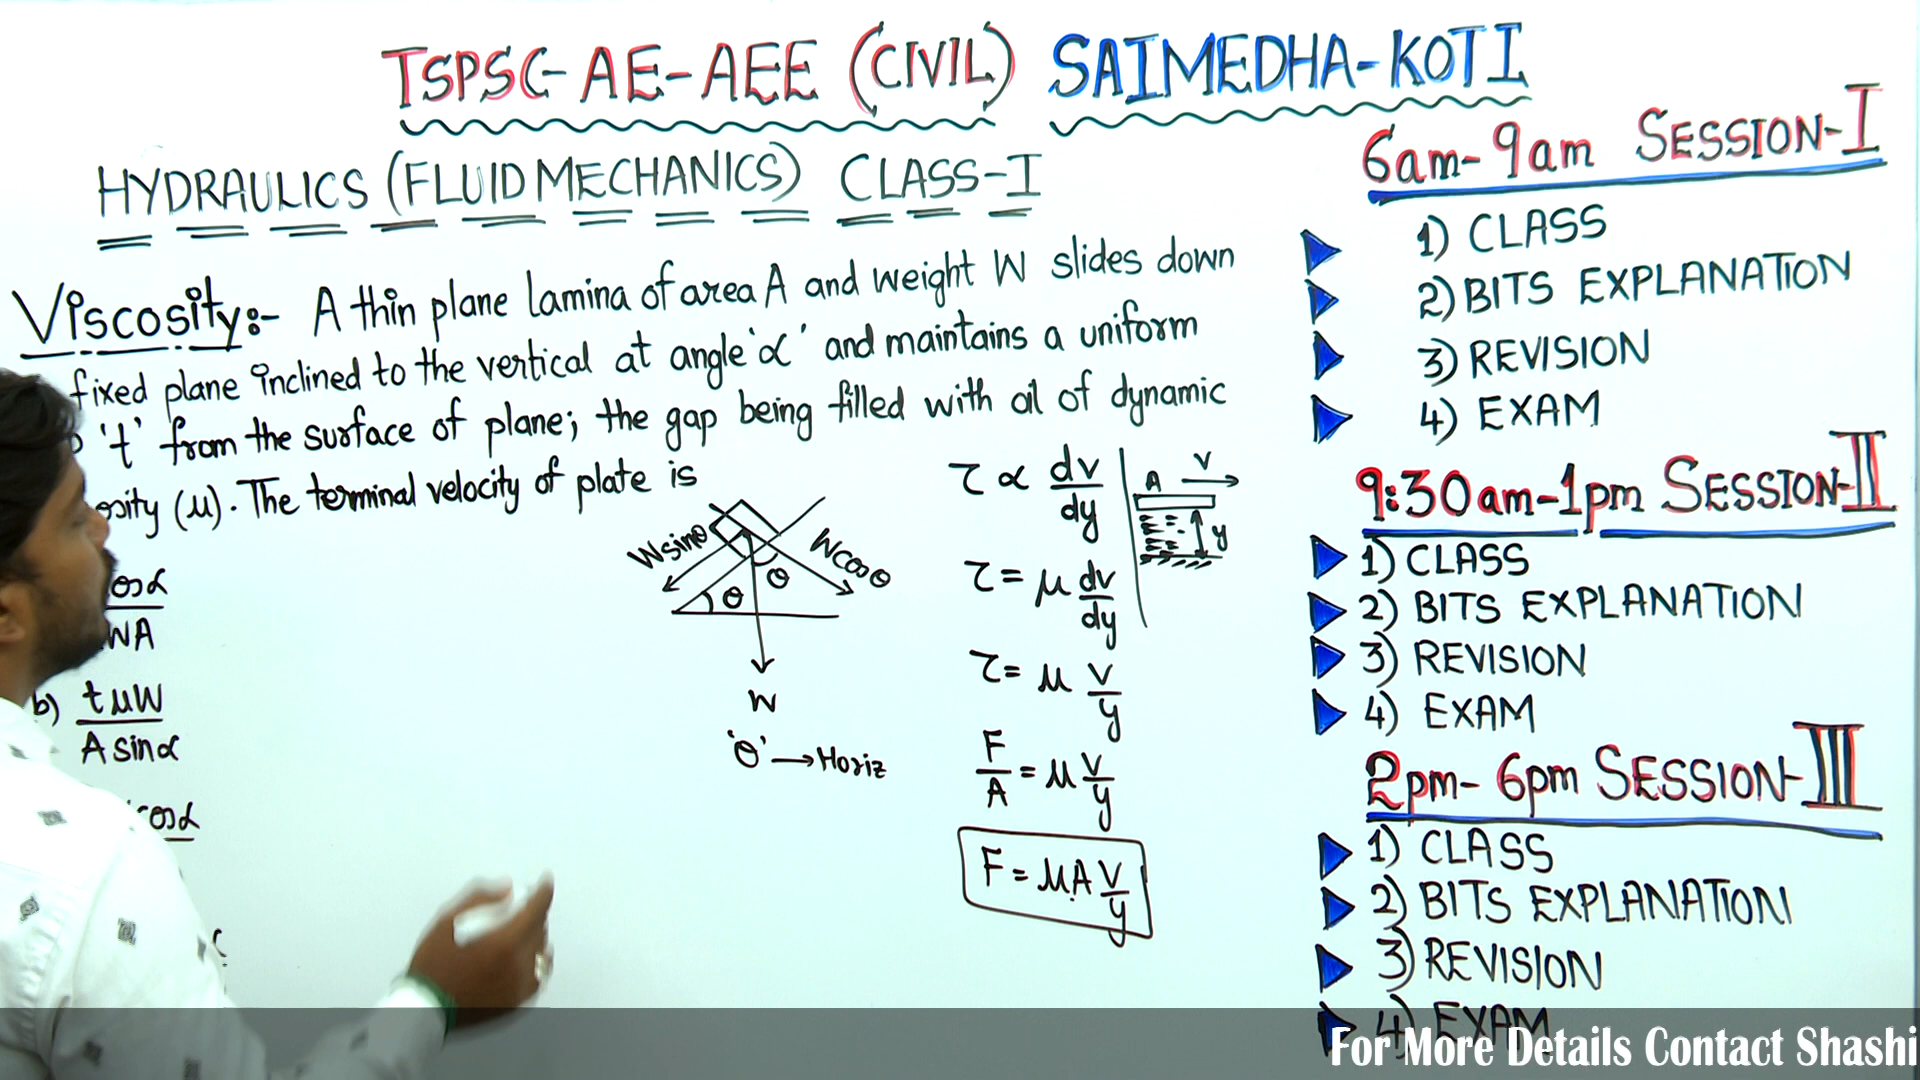 TSPSC-AE-AEE (CIVIL) SAIMEDHA-KOTI
HYDRAULICS (FLUID MECHANICS) CLASS-I
Viscosity:- A thin plane lamina of area A and weight W slides down
fixed plane inclined to the vertical at angle 'α' and maintains a uniform
't' from the surface of plane; the gap being filled with oil of dynamic
(μ). The terminal velocity of plate is
cosα
WA
b) tμW
A sinα
cosα
Wsinθ
Wcosθ
θ
θ
W
'θ' → Horiz
τ ∝ dv/dy
A V
y
τ = μ dv/dy
τ = μ v/y
F/A = μ v/y
F = μA v/y
6am-9am SESSION-I
1) CLASS
2) BITS EXPLANATION
3) REVISION
4) EXAM
9:30am-1pm SESSION-II
1) CLASS
2) BITS EXPLANATION
3) REVISION
4) EXAM
2pm-6pm SESSION-III
1) CLASS
2) BITS EXPLANATION
3) REVISION
4) EXAM
For More Details Contact Shashi